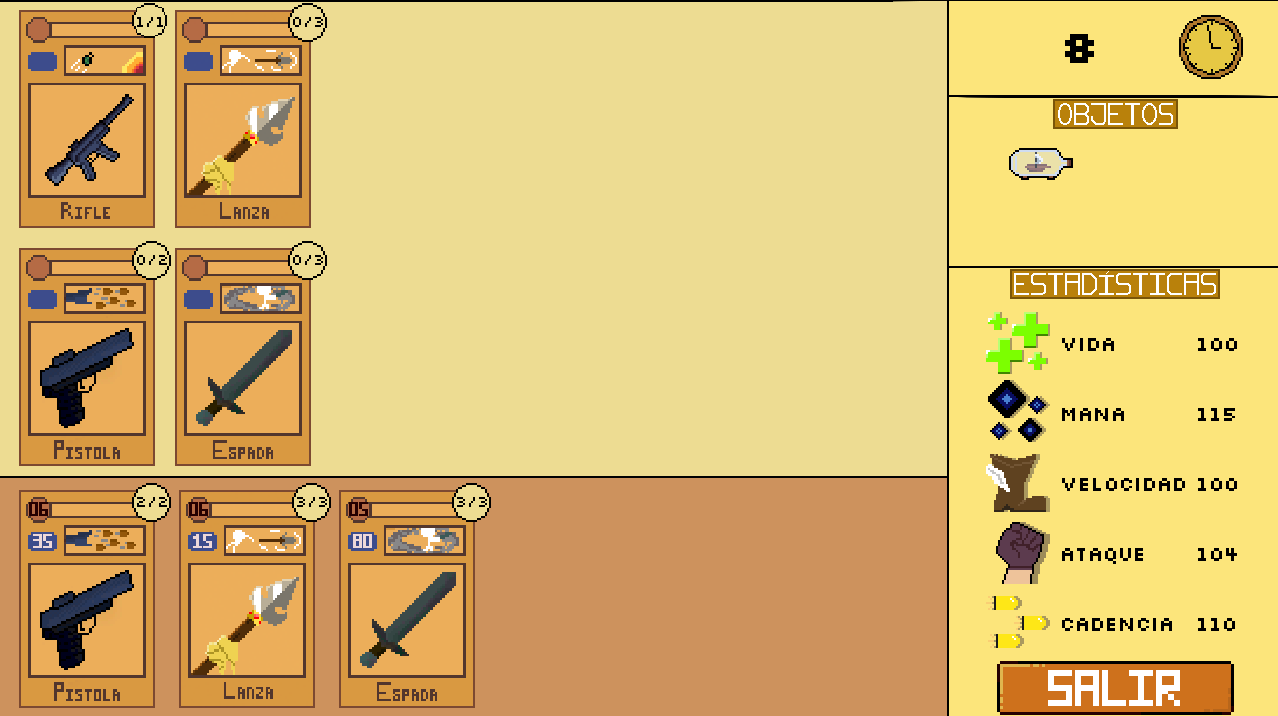 1/1
0/3
RIFLE
LANZA
0/2
0/3
PISTOLA
ESPADA
06
2/2
06
3/3
05
3/3
35
15
80
PISTOLA
LANZA
ESPADA
8
OBJETOS
ESTADÍSTICAS
VIDA 100
MANA 115
VELOCIDAD 100
ATAQUE 104
CADENCIA 110
SALIR